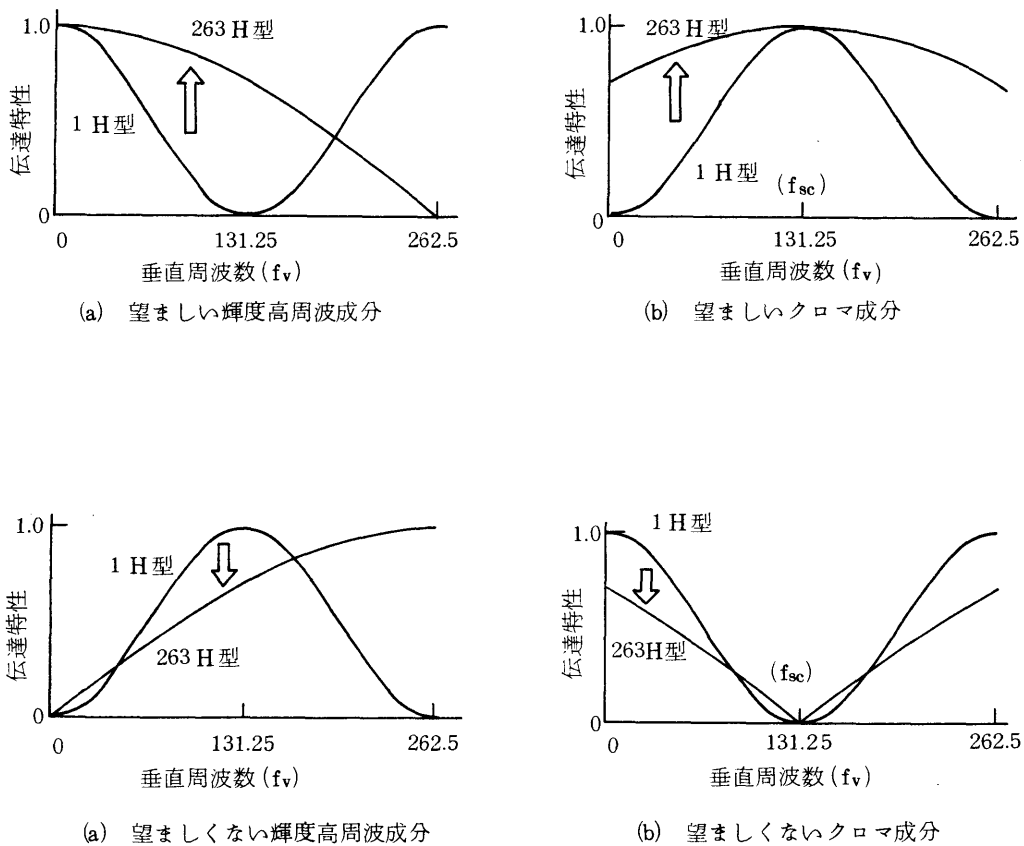 1.0
263 H型
1 H型
伝達特性
0
0
131.25
262.5
垂直周波数(fv)
(a) 望ましい輝度高周波成分
1.0
263 H型
1 H型
(fsc)
伝達特性
0
0
131.25
262.5
垂直周波数(fv)
(b) 望ましいクロマ成分
1.0
1 H型
263 H型
伝達特性
0
0
131.25
262.5
垂直周波数(fv)
(a) 望ましくない輝度高周波成分
1 H型
1.0
263H型
(fsc)
伝達特性
0
0
131.25
262.5
垂直周波数(fv)
(b) 望ましくないクロマ成分